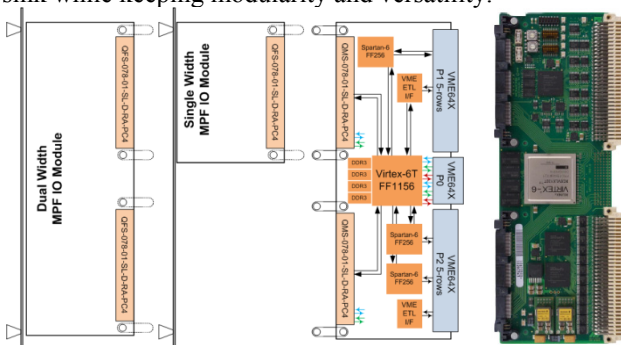 sink while keeping modularity and versatility.
Dual Width
MPF IO Module
QFS-078-01-SL-D-RA-PC4
QFS-078-01-SL-D-RA-PC4
Single Width
MPF IO Module
QFS-078-01-SL-D-RA-PC4
QMS-078-01-SL-D-RA-PC4
QMS-078-01-SL-D-RA-PC4
Spartan-6
FF256
VME
ETL
I/F
DDR3
DDR3
DDR3
DDR3
Virtex-6T
FF1156
Spartan-6
FF256
Spartan-6
FF256
VME
ETL
I/F
VME64X
P1 5-rows
VME64X
P0
VME64X
P2 5-rows
VIRTEX-6